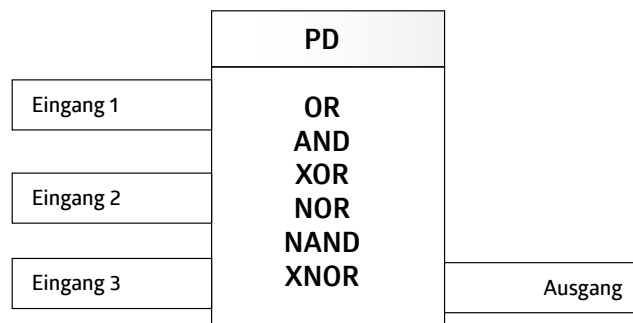 PD
Eingang 1
OR
AND
XOR
Eingang 2
NOR
NAND
Eingang 3
XNOR
Ausgang